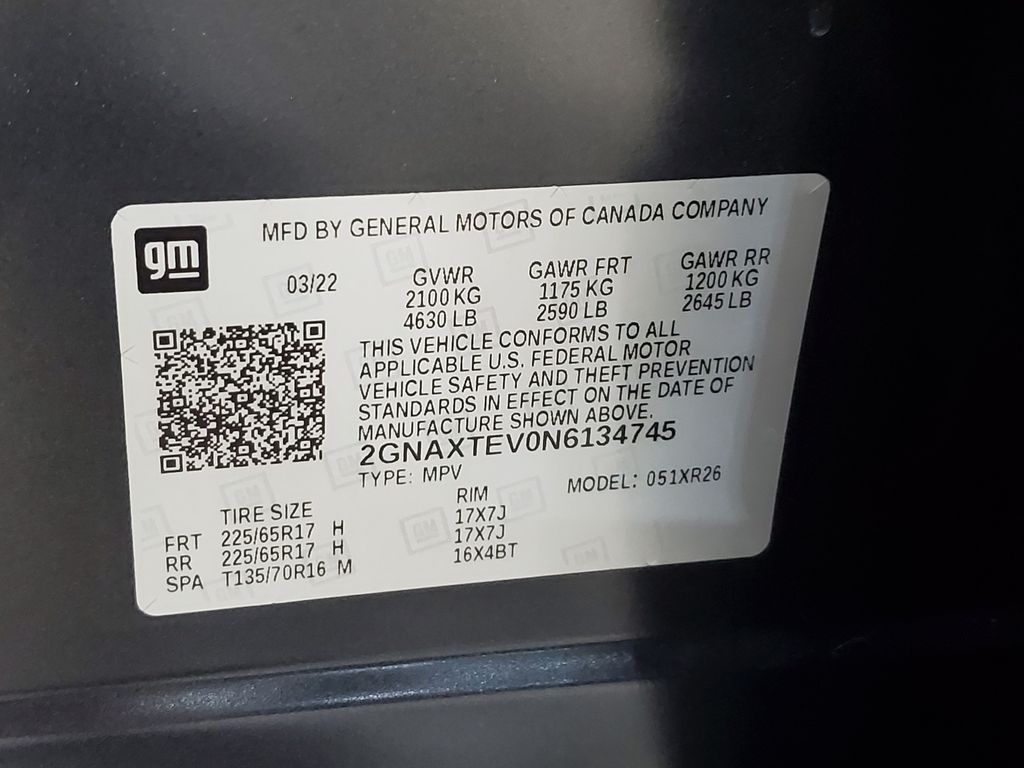 MFD BY GENERAL MOTORS OF CANADA COMPANY
gm
03/22
GVWR
2100 KG
4630 LB
GAWR FRT
1175 KG
2590 LB
GAWR RR
1200 KG
2645 LB
THIS VEHICLE CONFORMS TO ALL
APPLICABLE U.S. FEDERAL MOTOR
VEHICLE SAFETY AND THEFT PREVENTION
STANDARDS IN EFFECT ON THE DATE OF
MANUFACTURE SHOWN ABOVE.
2GNAXTEV0N6134745
TYPE: MPV
MODEL: 051XR26
TIRE SIZE RIM
FRT 225/65R17 H 17X7J
RR 225/65R17 H 17X7J
SPA T135/70R16 M 16X4BT